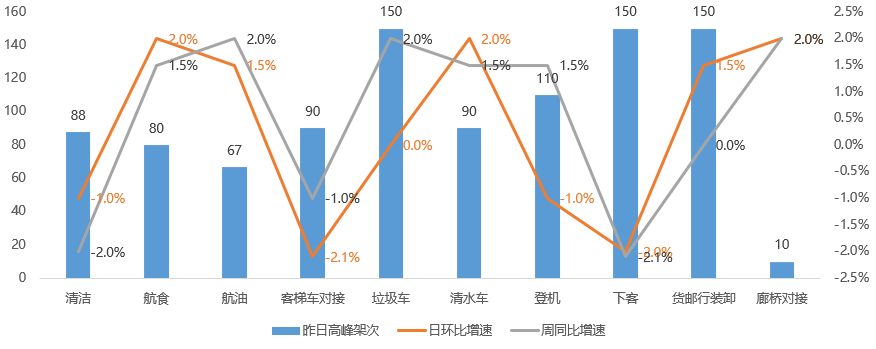 160 150 150 150 2.5%
140 2.0% 2.0% 2.0% 2.0% 2.0% 2.0%
120 1.5% 1.5% 1.5% 1.5% 1.5% 1.5%
110 1.0%
100 88 90 90 0.5%
80 80 67 0.0% 0.0% 0.0%
60 -0.5%
40 -1.0% -1.0% -1.0% -1.0%
-1.5%
20 -2.0% -2.1% -2.0% -2.1% 10 -2.0%
0 -2.5%
清洁 航食 航油 客梯车对接 垃圾车 清水车 登机 下客 货邮行装卸 廊桥对接
昨日高峰架次 日环比增速 周同比增速